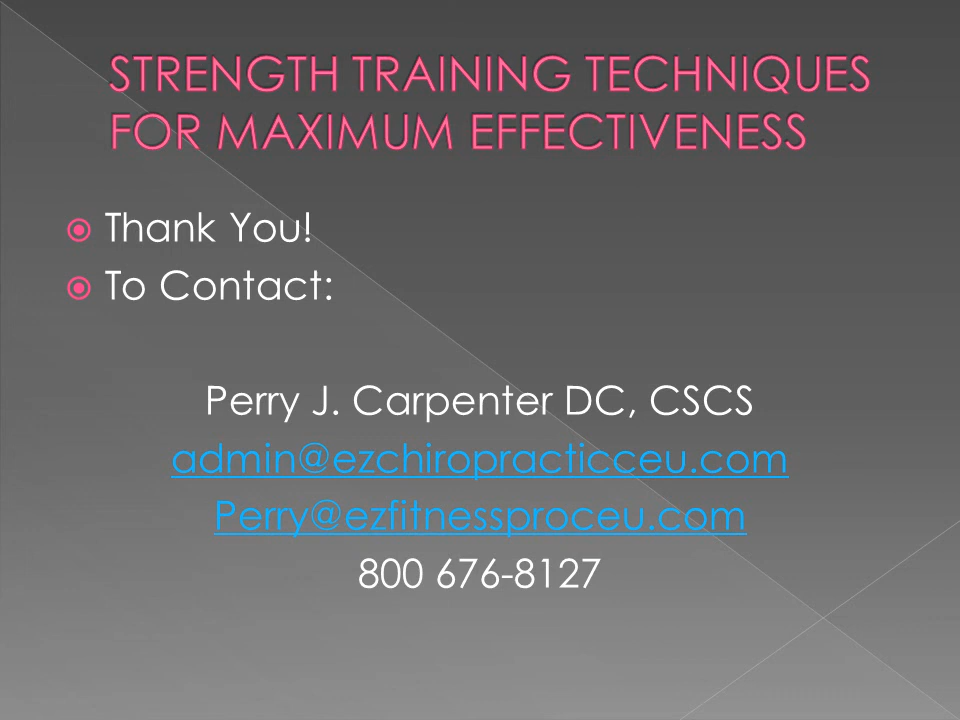 STRENGTH TRAINING TECHNIQUES
FOR MAXIMUM EFFECTIVENESS
Thank You!
To Contact:
Perry J. Carpenter DC, CSCS
admin@ezchiropracticceu.com
Perry@ezfitnessproceu.com
800 676-8127